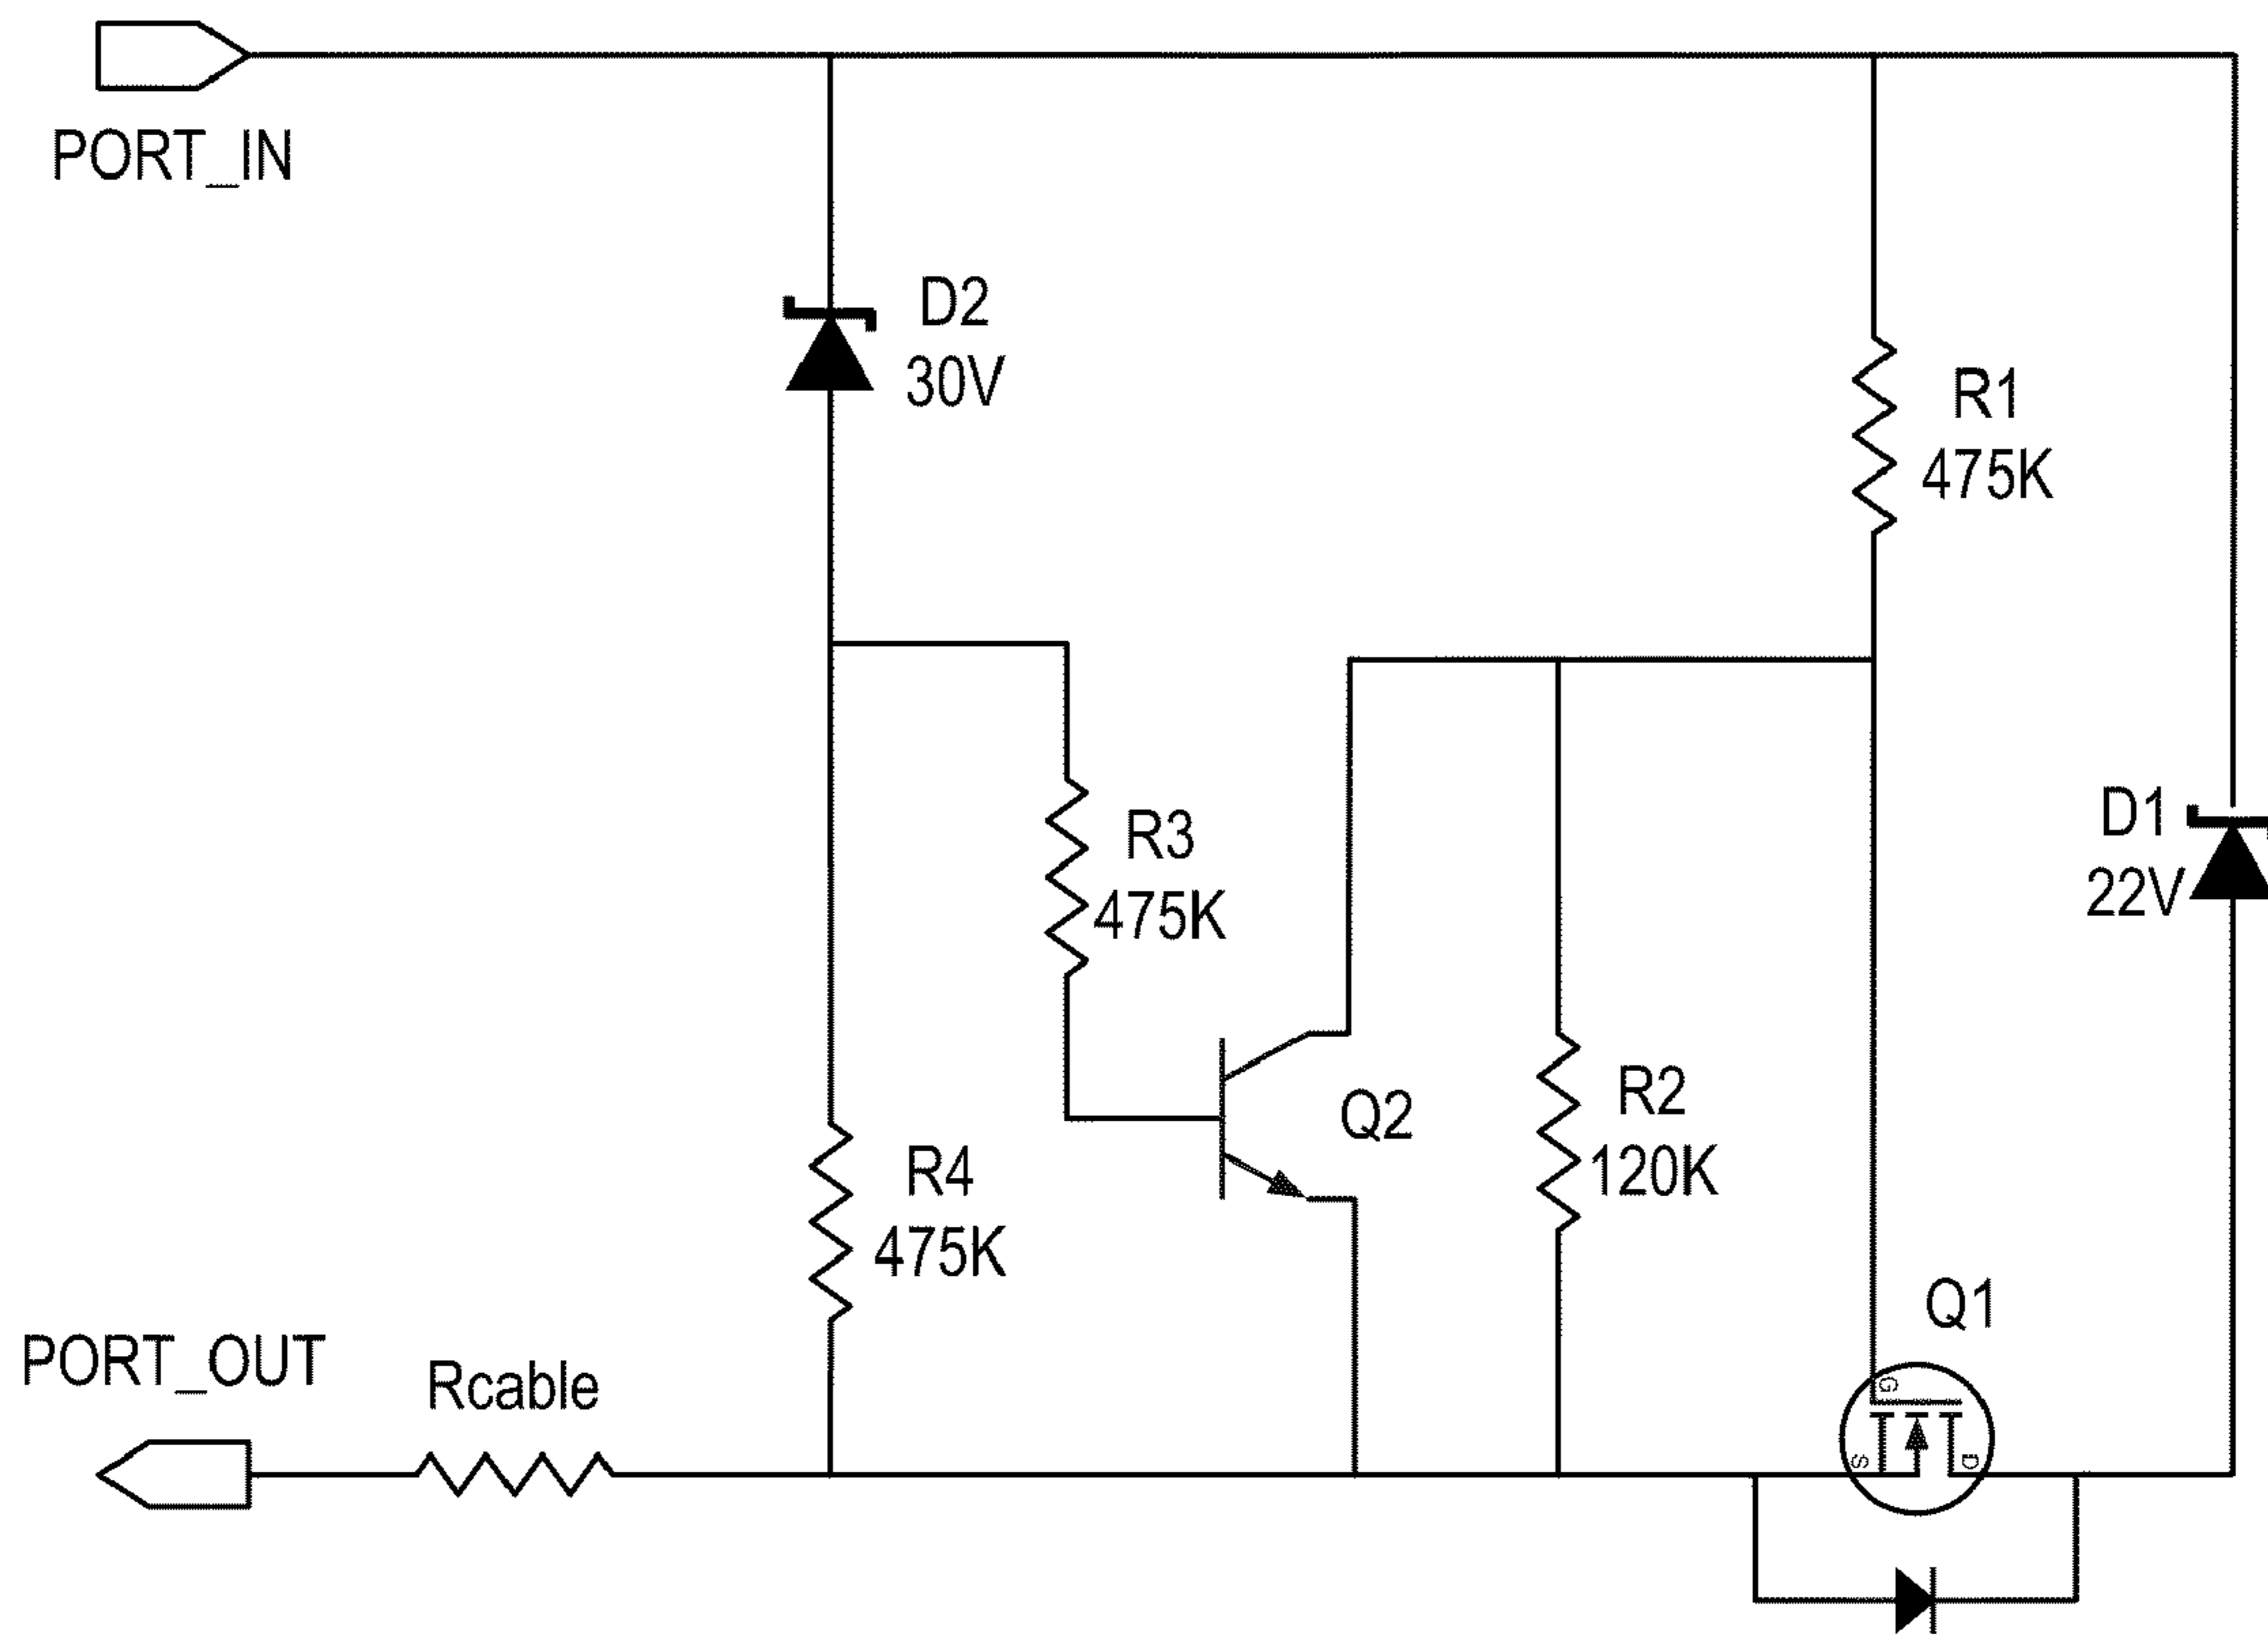 PORT_IN
D2
30V
R1
475K
D1
22V
R3
475K
Q2
R2
120K
R4
475K
Q1
PORT_OUT
Rcable
G
S
D